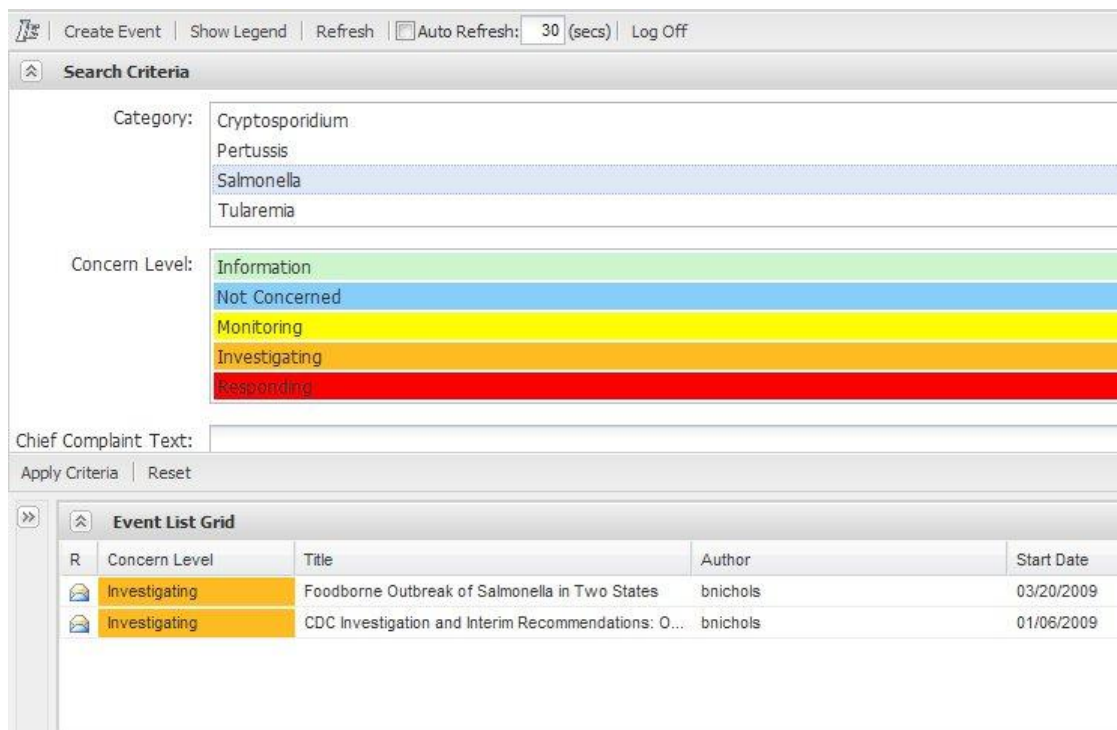 Create Event Show Legend Refresh Auto Refresh: 30 (secs) Log Off
Search Criteria
Category:
Cryptosporidium
Pertussis
Salmonella
Tularemia
Concern Level:
Information
Not Concerned
Monitoring
Investigating
Responding
Chief Complaint Text:
Apply Criteria Reset
Event List Grid
R Concern Level Title Author Start Date
Investigating Foodborne Outbreak of Salmonella in Two States bnichols 03/20/2009
Investigating CDC Investigation and Interim Recommendations: O... bnichols 01/06/2009